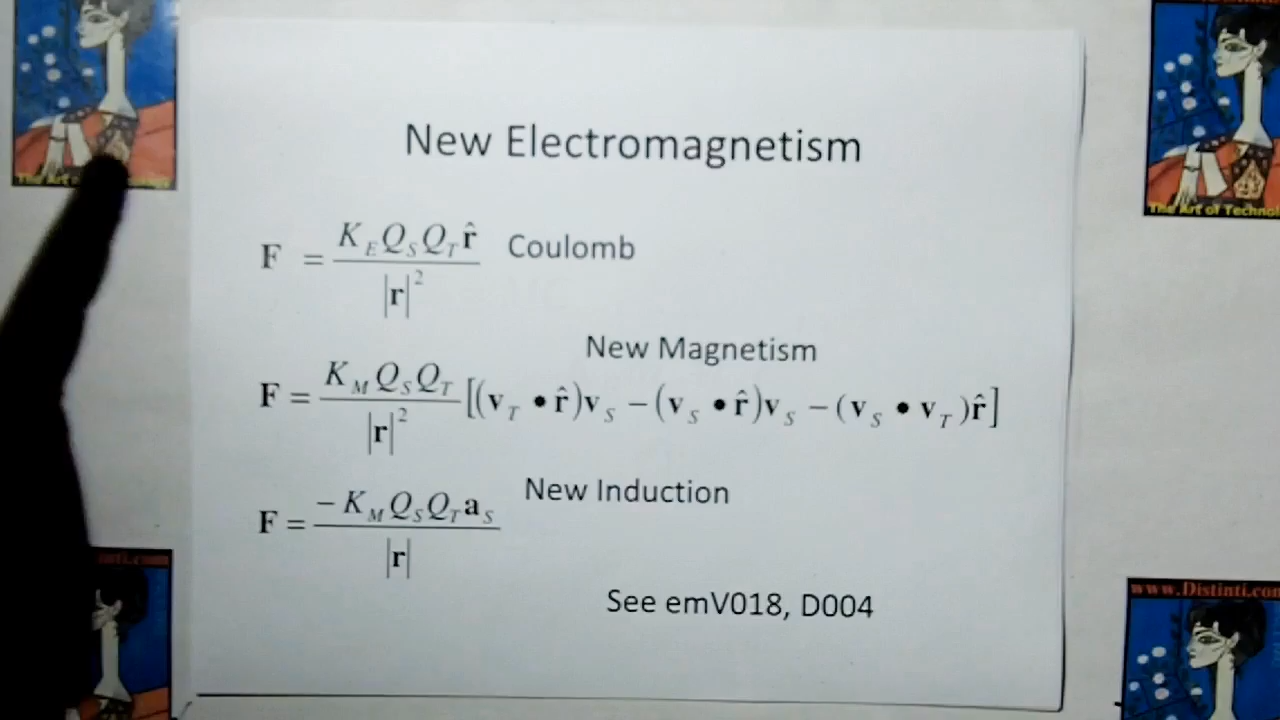 New Electromagnetism
F = K_E Q_S Q_T r̂ / |r|² Coulomb
New Magnetism
F = K_M Q_S Q_T / |r|² [(v_T • r̂)v_S − (v_S • r̂)v_S − (v_S • v_T)r̂]
New Induction
F = −K_M Q_S Q_T a_S / |r|
See emV018, D004
The Art of Technol
www.Distinti.com